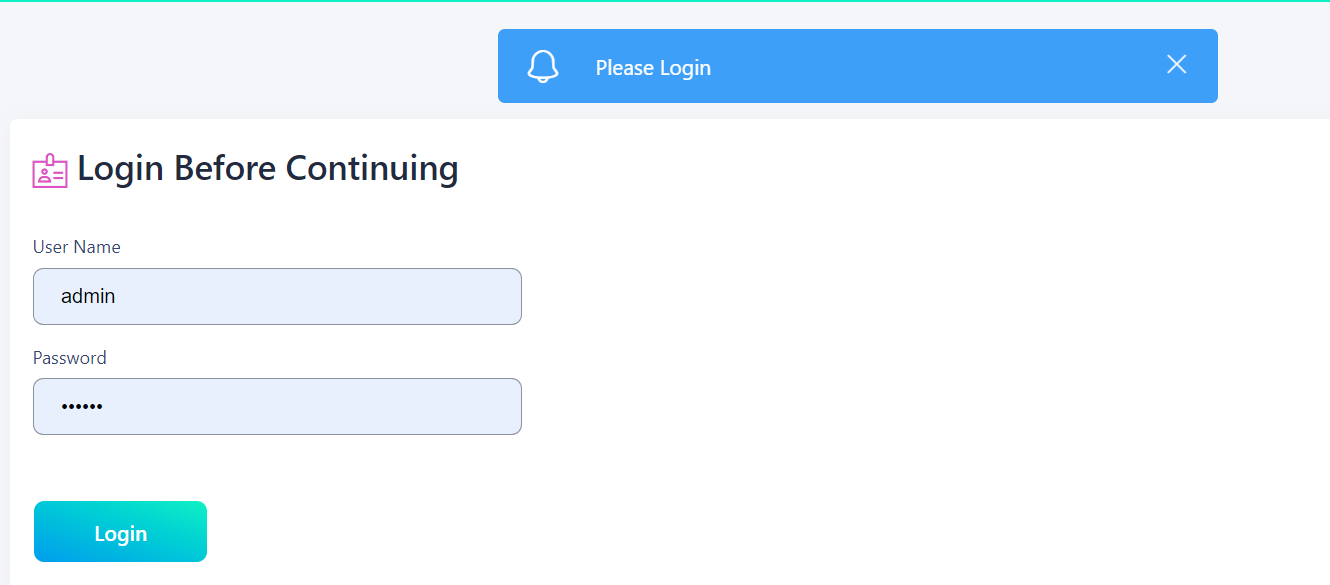 Please Login
Login Before Continuing
User Name
admin
Password
••••••
Login